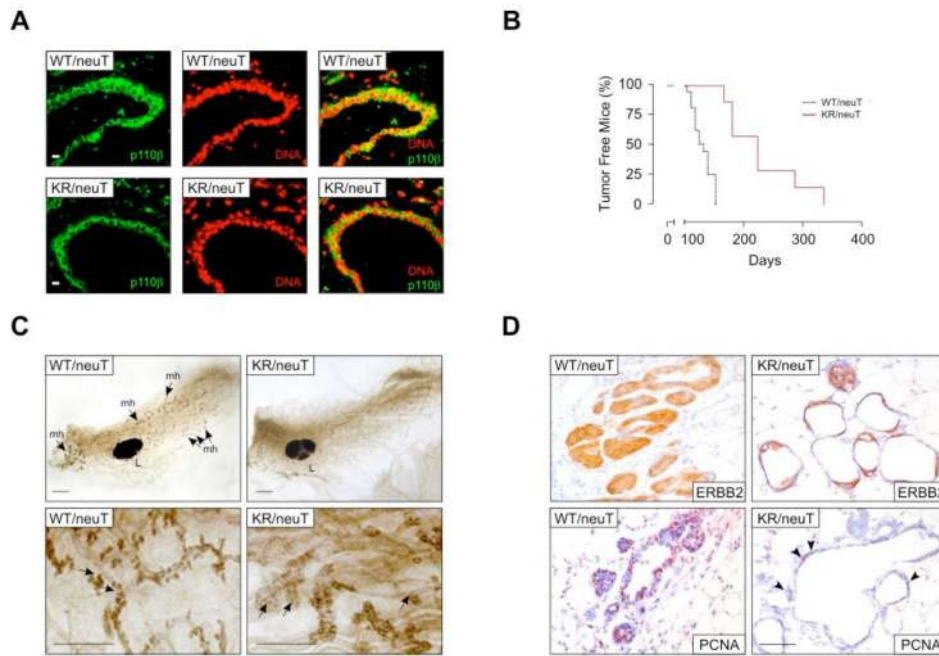 A
WT/neuT
p110β
WT/neuT
DNA
WT/neuT
DNA
p110β
KR/neuT
p110β
KR/neuT
DNA
KR/neuT
DNA
p110β
B
Tumor Free Mice (%)
100
75
50
25
0
WT/neuT
KR/neuT
0 100 200 300 400
Days
C
WT/neuT
mh
mh
mh
mh
L
KR/neuT
L
WT/neuT
KR/neuT
D
WT/neuT
ERBB2
KR/neuT
ERBB2
WT/neuT
PCNA
KR/neuT
PCNA